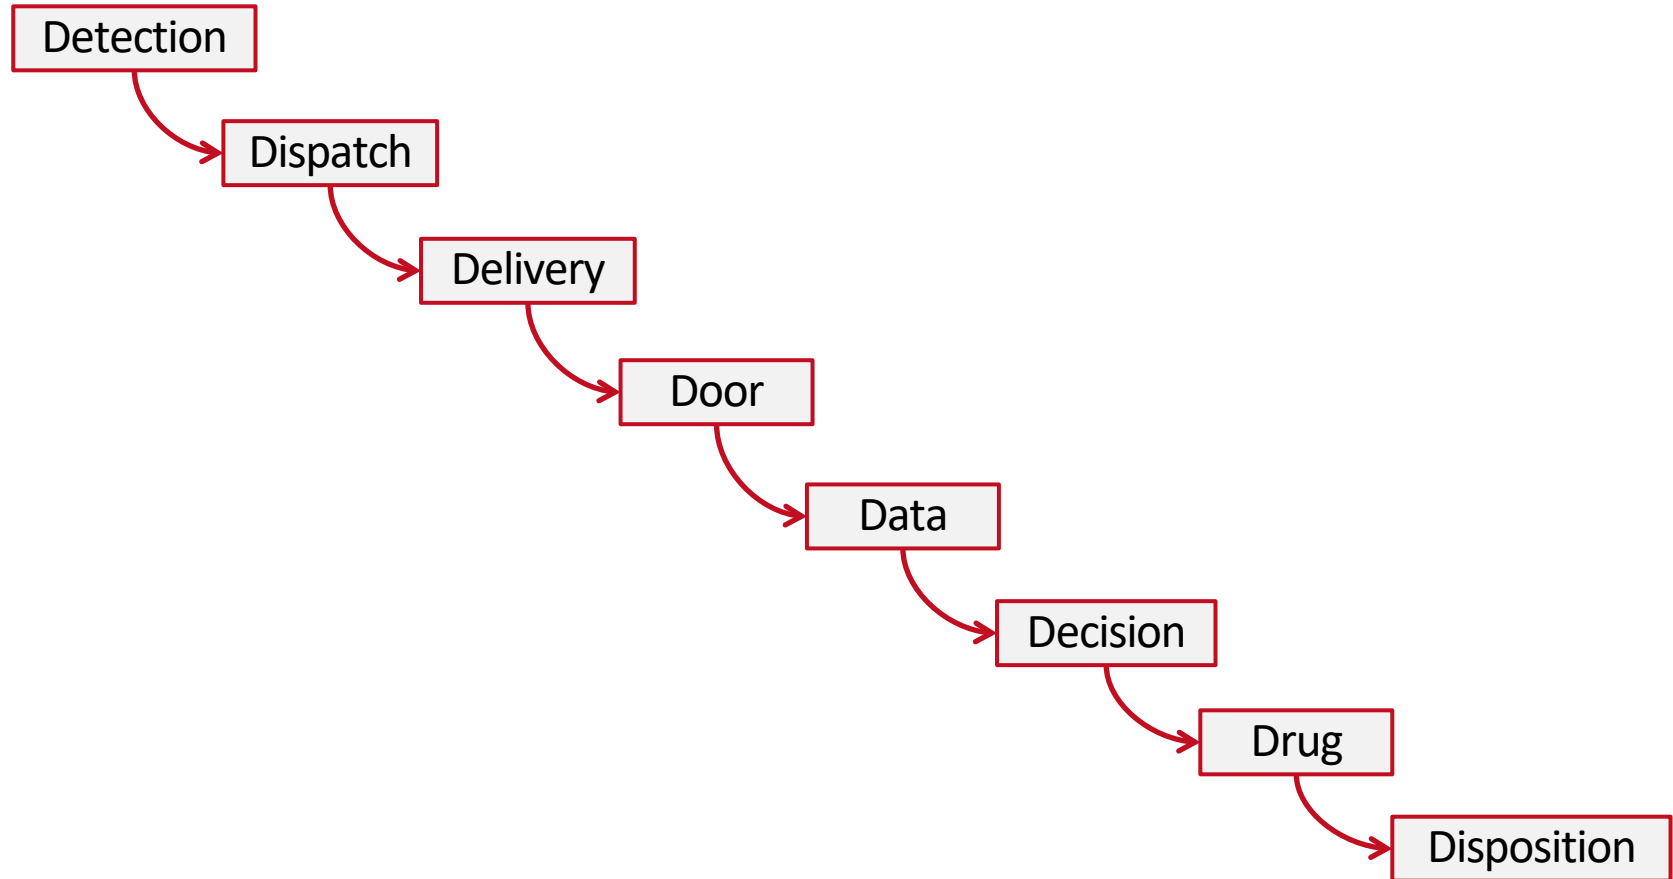 Detection
Dispatch
Delivery
Door
Data
Decision
Drug
Disposition